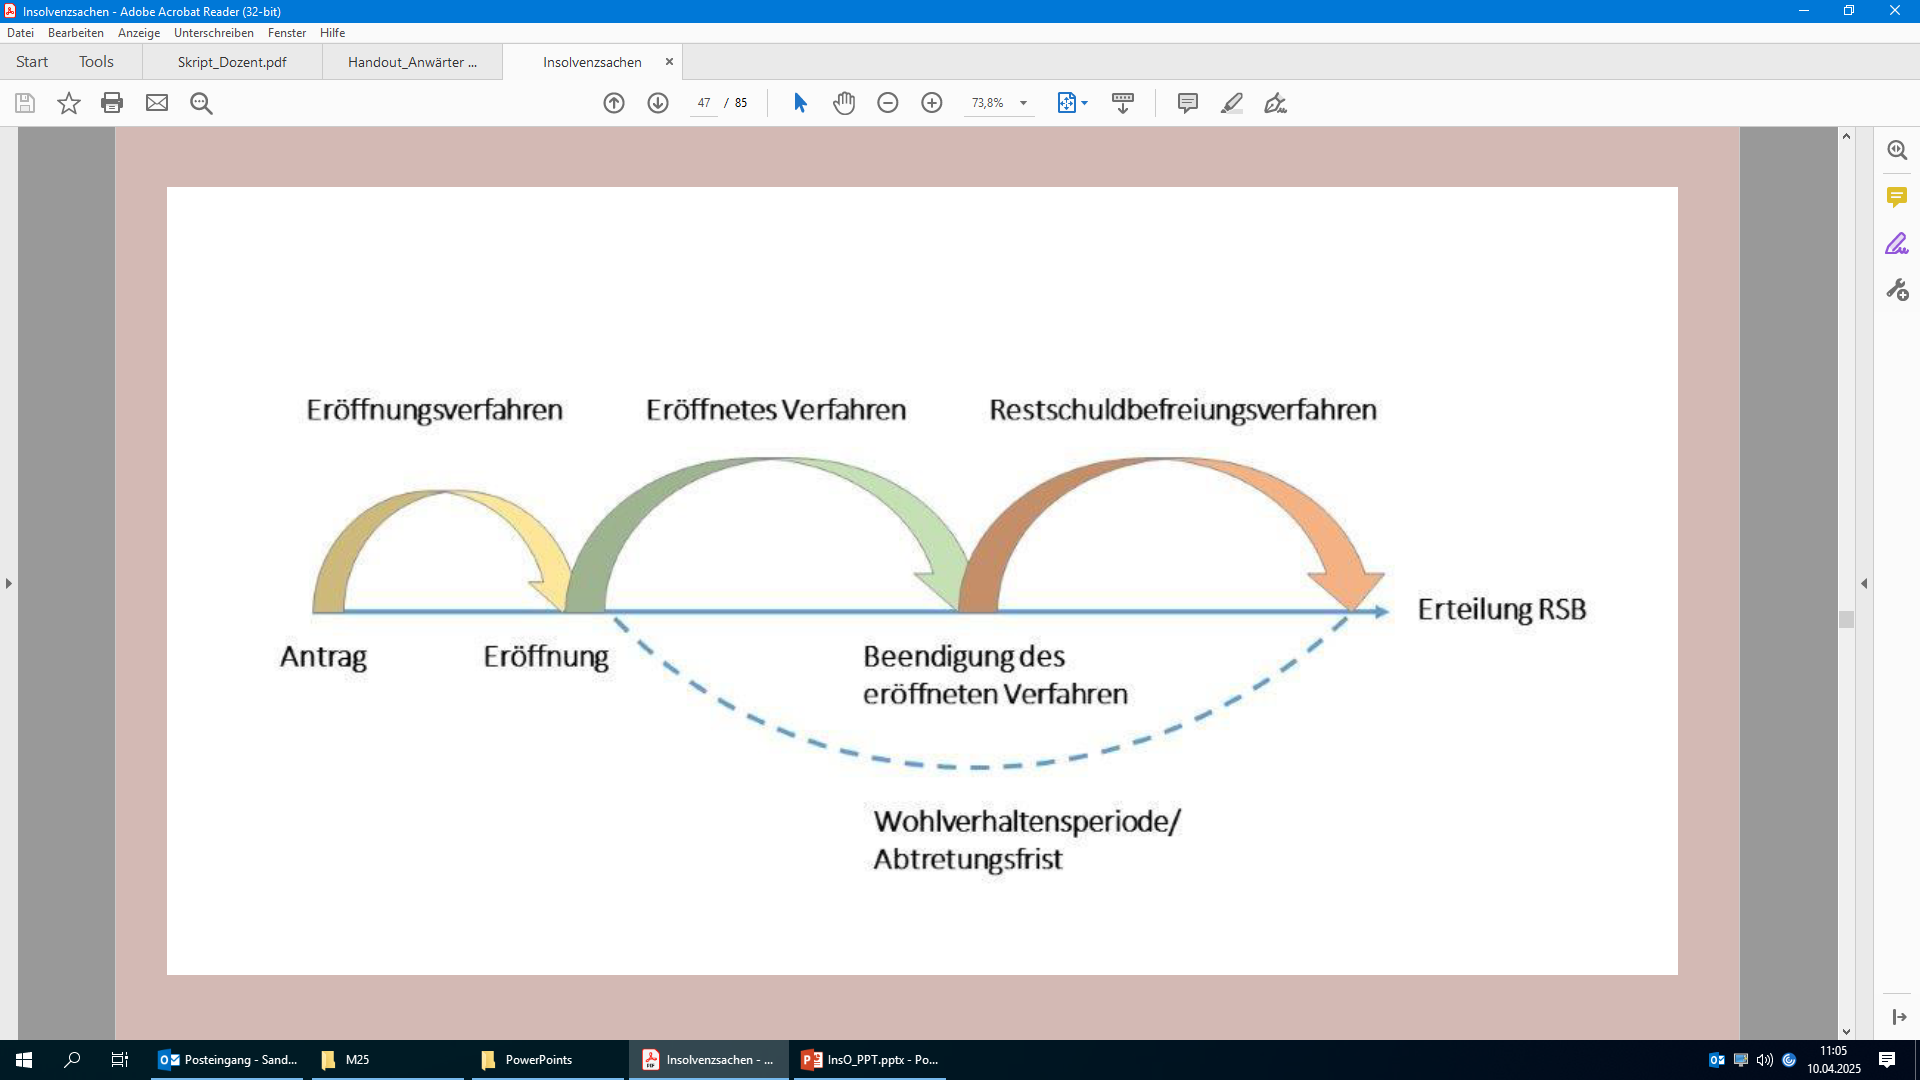 Insolvenzsachen - Adobe Acrobat Reader (32-bit)
Datei Bearbeiten Anzeige Unterschreiben Fenster Hilfe
Start Tools Skript_Dozent.pdf Handout_Anwärter ... Insolvenzsachen ×
47 / 85 73,8%
Eröffnungsverfahren Eröffnetes Verfahren Restschuldbefreiungsverfahren
Erteilung RSB
Antrag Eröffnung Beendigung des
eröffneten Verfahren
Wohlverhaltensperiode/
Abtretungsfrist
Posteingang - Sand... M25 PowerPoints Insolvenzsachen - ... InsO_PPT.pptx - Po...
11:05
10.04.2025